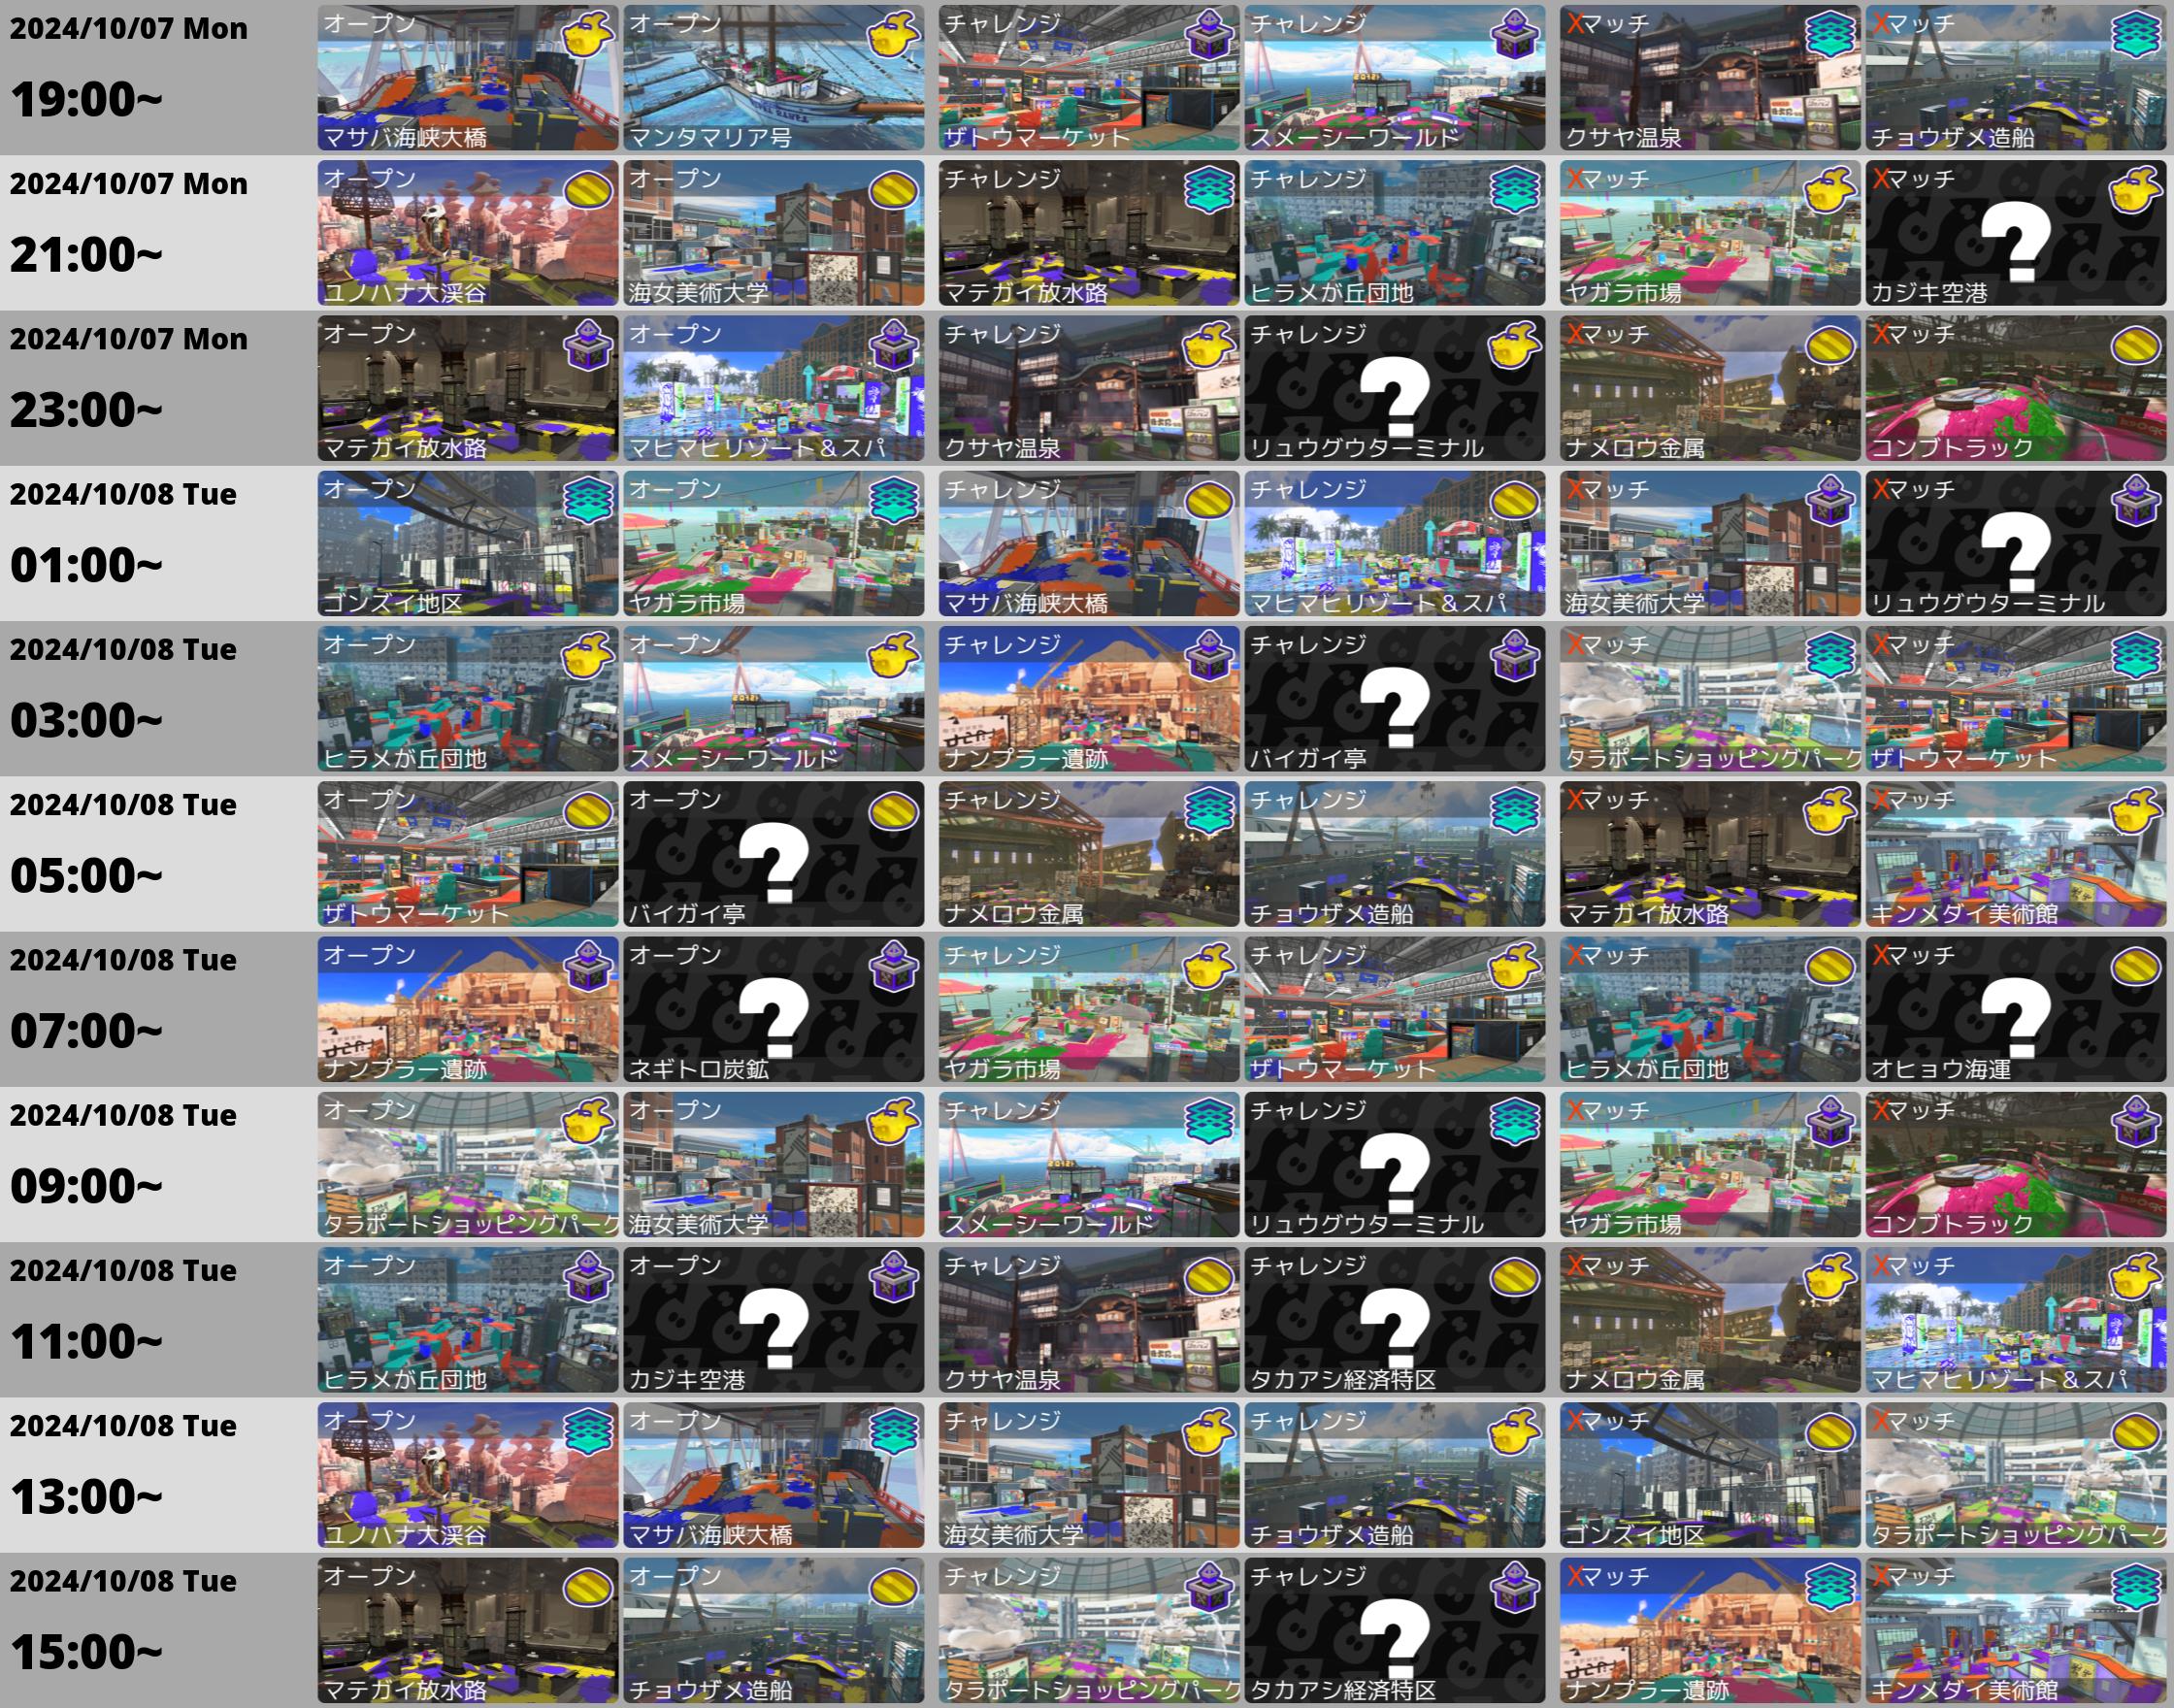 2024/10/07 Mon
19:00~
オープン マサバ海峡大橋
オープン マンタマリア号
チャレンジ ザトウマーケット
チャレンジ スメーシーワールド
Xマッチ クサヤ温泉
Xマッチ チョウザメ造船
2024/10/07 Mon
21:00~
オープン ユノハナ大渓谷
オープン 海女美術大学
チャレンジ マテガイ放水路
チャレンジ ヒラメが丘団地
Xマッチ ヤガラ市場
Xマッチ カジキ空港
?
2024/10/07 Mon
23:00~
オープン マテガイ放水路
オープン マヒマヒリゾート＆スパ
チャレンジ クサヤ温泉
チャレンジ リュウグウターミナル
?
Xマッチ ナメロウ金属
Xマッチ コンブトラック
2024/10/08 Tue
01:00~
オープン ゴンズイ地区
オープン ヤガラ市場
チャレンジ マサバ海峡大橋
チャレンジ マヒマヒリゾート＆スパ
Xマッチ 海女美術大学
Xマッチ リュウグウターミナル
?
2024/10/08 Tue
03:00~
オープン ヒラメが丘団地
オープン スメーシーワールド
チャレンジ ナンプラー遺跡
チャレンジ バイガイ亭
?
Xマッチ タラポートショッピングパーク
Xマッチ ザトウマーケット
2024/10/08 Tue
05:00~
オープン ザトウマーケット
オープン バイガイ亭
?
チャレンジ ナメロウ金属
チャレンジ チョウザメ造船
Xマッチ マテガイ放水路
Xマッチ キンメダイ美術館
2024/10/08 Tue
07:00~
オープン ナンプラー遺跡
オープン ネギトロ炭鉱
?
チャレンジ ヤガラ市場
チャレンジ ザトウマーケット
Xマッチ ヒラメが丘団地
Xマッチ オヒョウ海運
?
2024/10/08 Tue
09:00~
オープン タラポートショッピングパーク
オープン 海女美術大学
チャレンジ スメーシーワールド
チャレンジ リュウグウターミナル
?
Xマッチ ヤガラ市場
Xマッチ コンブトラック
2024/10/08 Tue
11:00~
オープン ヒラメが丘団地
オープン カジキ空港
?
チャレンジ クサヤ温泉
チャレンジ タカアシ経済特区
?
Xマッチ ナメロウ金属
Xマッチ マヒマヒリゾート＆スパ
2024/10/08 Tue
13:00~
オープン ユノハナ大渓谷
オープン マサバ海峡大橋
チャレンジ 海女美術大学
チャレンジ チョウザメ造船
Xマッチ ゴンズイ地区
Xマッチ タラポートショッピングパーク
2024/10/08 Tue
15:00~
オープン マテガイ放水路
オープン チョウザメ造船
チャレンジ タラポートショッピングパーク
チャレンジ タカアシ経済特区
?
Xマッチ ナンプラー遺跡
Xマッチ キンメダイ美術館